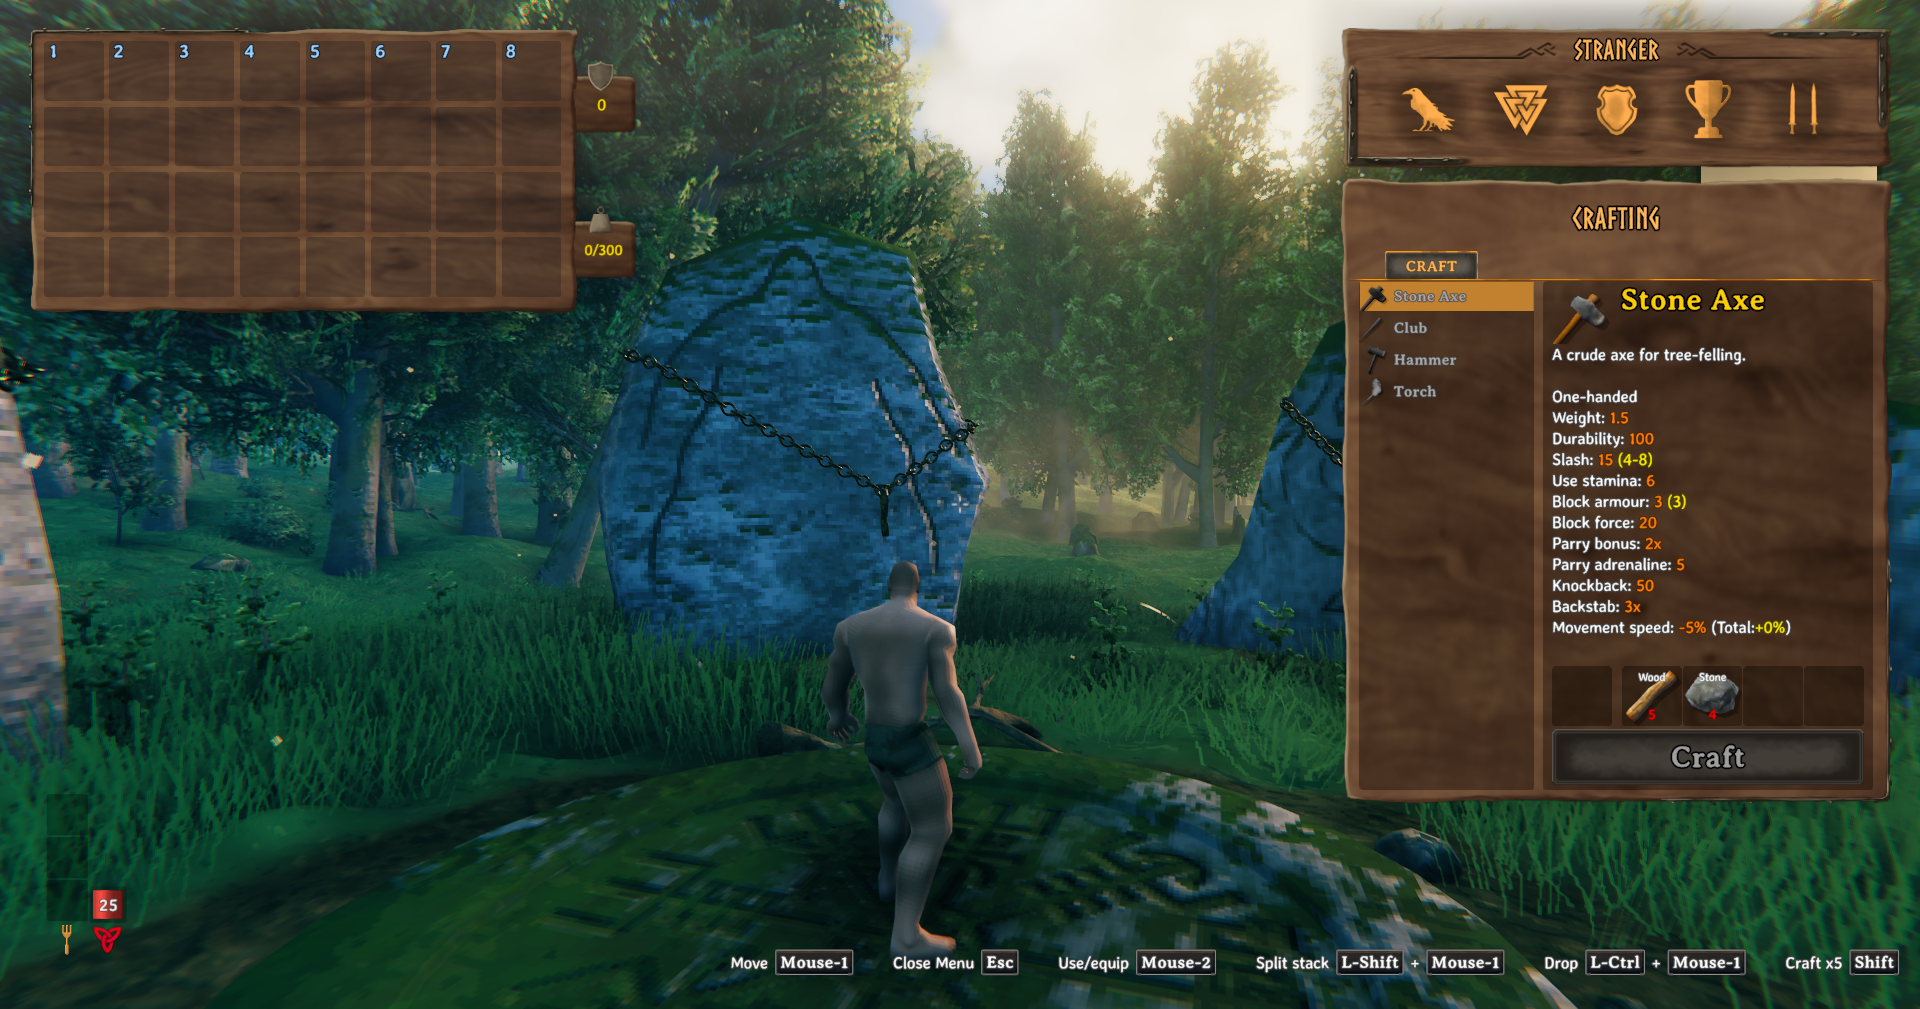 1 2 3 4 5 6 7 8
0
0/300
STRANGER
CRAFTING
CRAFT
Stone Axe
Club
Hammer
Torch
Stone Axe
A crude axe for tree-felling.
One-handed
Weight: 1.5
Durability: 100
Slash: 15 (4-8)
Use stamina: 6
Block armour: 3 (3)
Block force: 20
Parry bonus: 2x
Parry adrenaline: 5
Knockback: 50
Backstab: 3x
Movement speed: -5% (Total:+0%)
Wood Stone
5 4
Craft
25
Move Mouse-1 Close Menu Esc Use/equip Mouse-2 Split stack L-Shift + Mouse-1 Drop L-Ctrl + Mouse-1 Craft x5 Shift